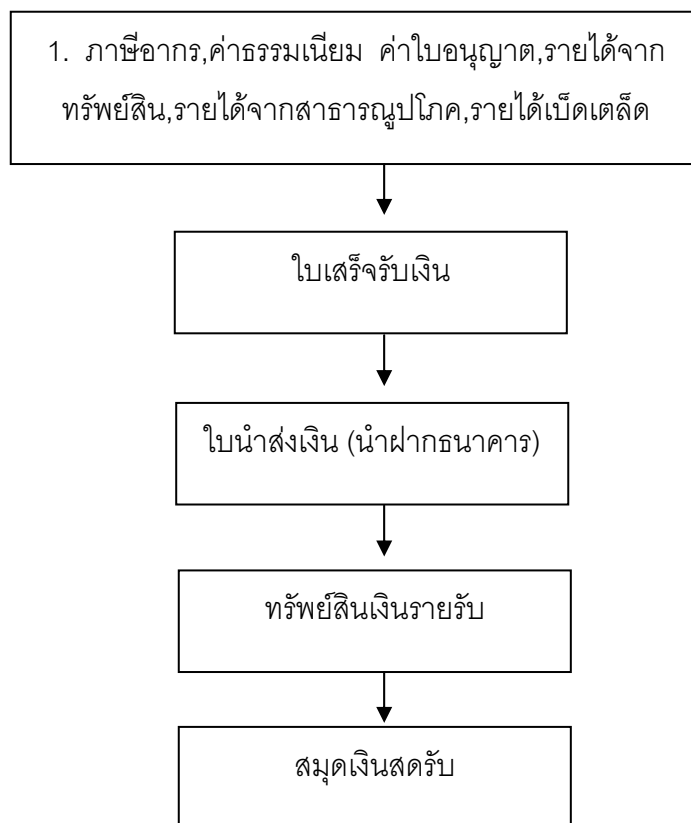 1. ภาษีอากร,ค่าธรรมเนียม ค่าใบอนุญาต,รายได้จาก
ทรัพย์สิน,รายได้จากสาธารณูปโภค,รายได้เบ็ดเตล็ด
ใบเสร็จรับเงิน
ใบนำส่งเงิน (นำฝากธนาคาร)
ทรัพย์สินเงินรายรับ
สมุดเงินสดรับ